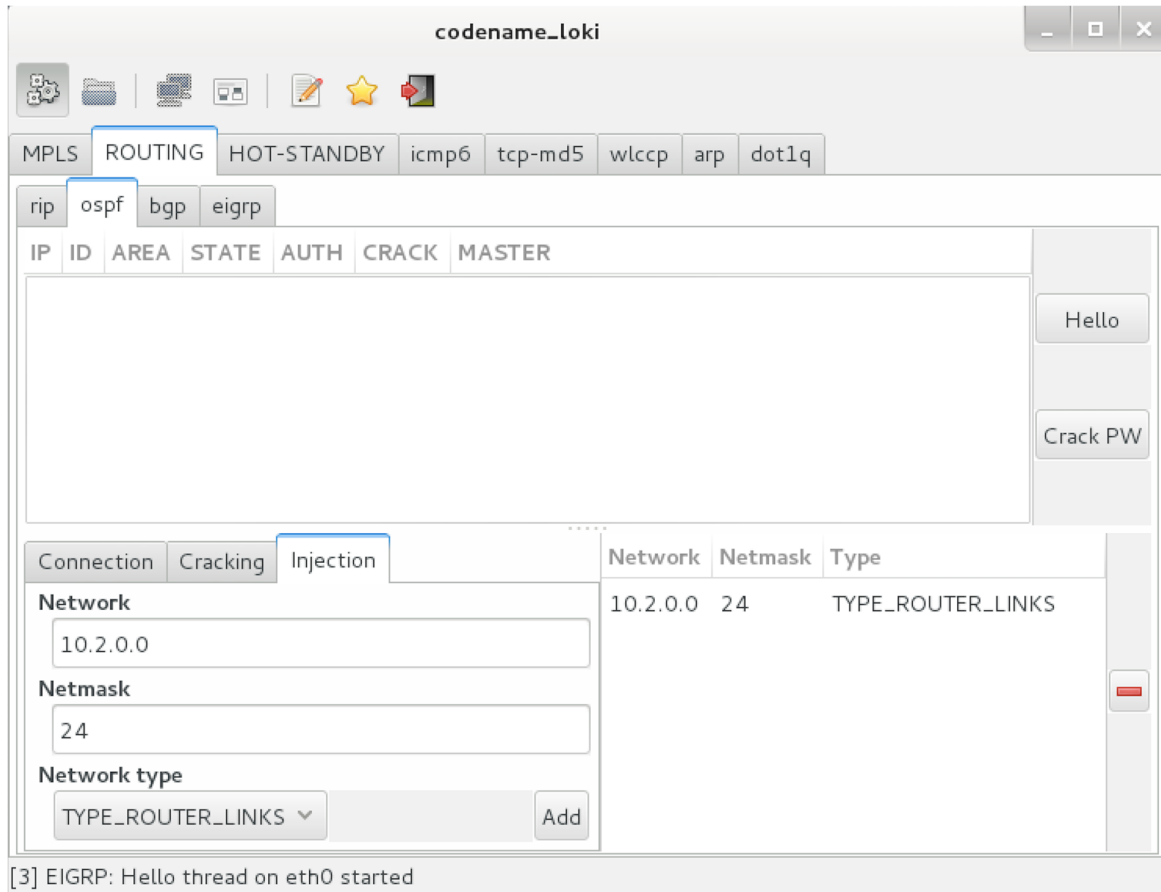 codename_loki
MPLS ROUTING HOT-STANDBY icmp6 tcp-md5 wlccp arp dot1q
rip ospf bgp eigrp
IP ID AREA STATE AUTH CRACK MASTER
Hello
Crack PW
Connection Cracking Injection
Network
10.2.0.0
Netmask
24
Network type
TYPE_ROUTER_LINKS Add
Network Netmask Type
10.2.0.0 24 TYPE_ROUTER_LINKS
[3] EIGRP: Hello thread on eth0 started